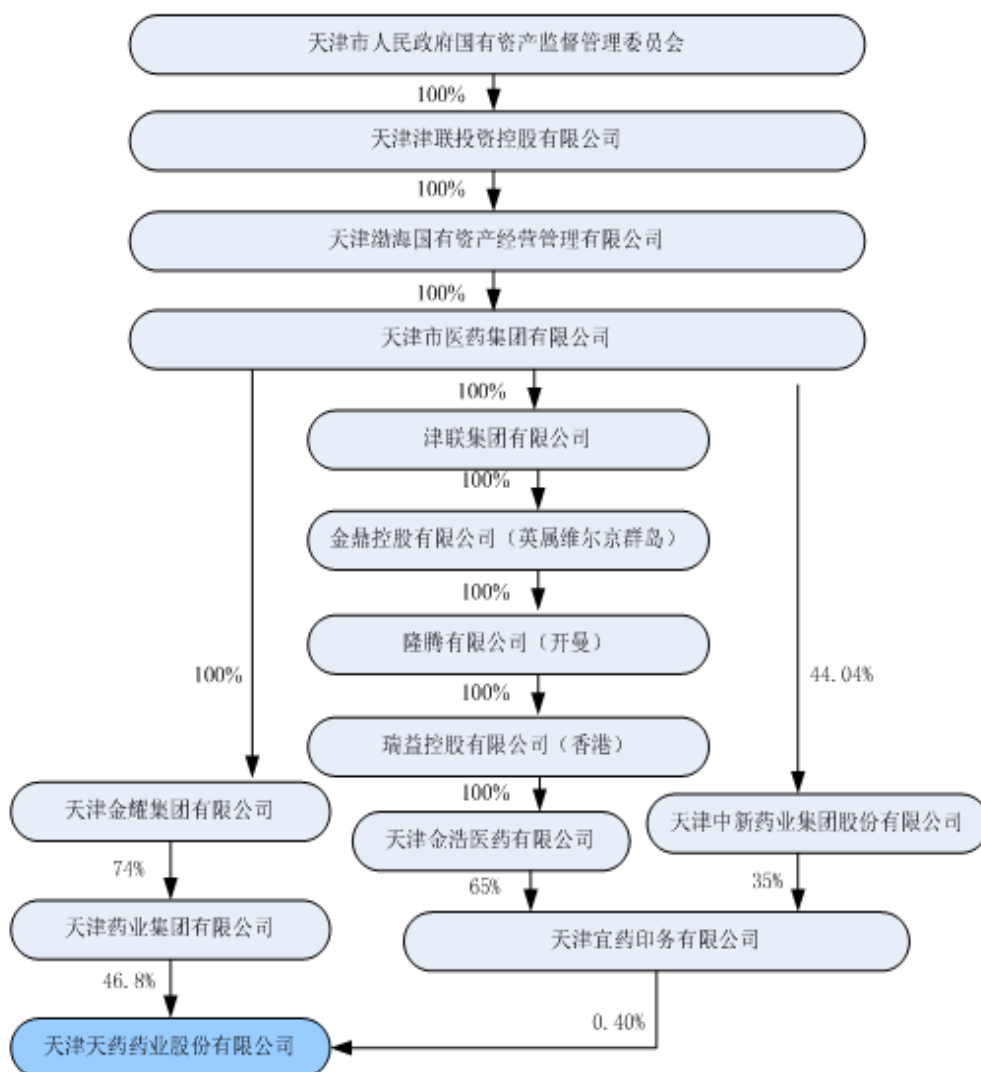 天津市人民政府国有资产监督管理委员会
100%
天津津联投资控股有限公司
100%
天津渤海国有资产经营管理有限公司
100%
天津市医药集团有限公司
100%
津联集团有限公司
100%
金鼎控股有限公司（英属维尔京群岛）
100%
隆腾有限公司（开曼）
100%
44.04%
100%
瑞益控股有限公司（香港）
100%
天津金耀集团有限公司
天津金浩医药有限公司
天津中新药业集团股份有限公司
74%
65%
35%
天津药业集团有限公司
天津宜药印务有限公司
46.8%
0.40%
天津天药药业股份有限公司